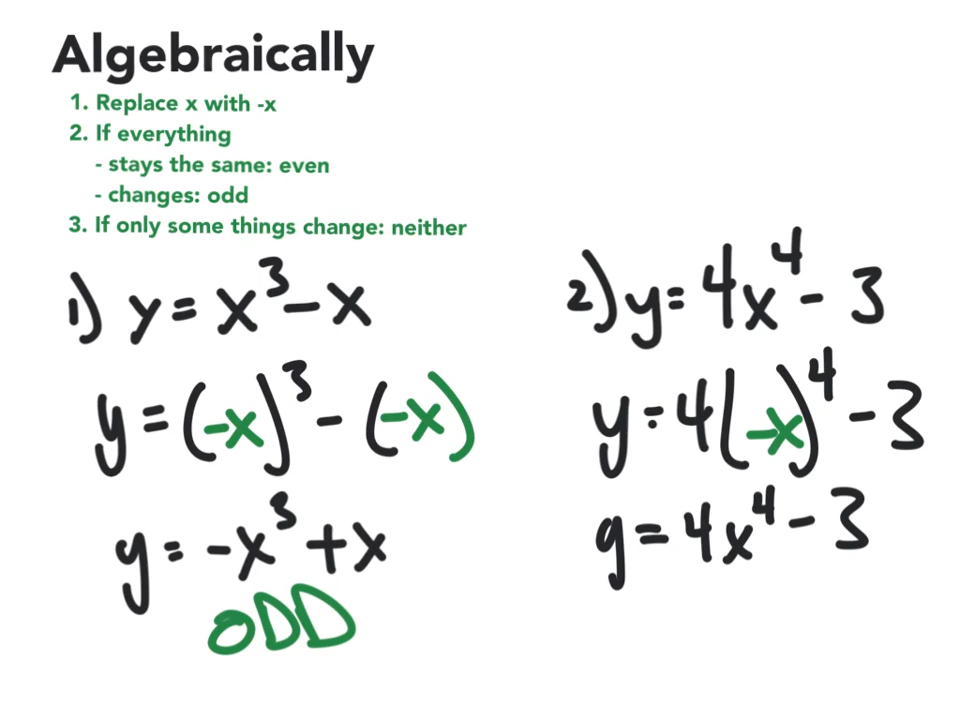 Algebraically
1. Replace x with -x
2. If everything
- stays the same: even
- changes: odd
3. If only some things change: neither
1) y = x³ - x
y = (-x)³ - (-x)
y = -x³ + x
ODD
2) y = 4x⁴ - 3
y = 4(-x)⁴ - 3
y = 4x⁴ - 3